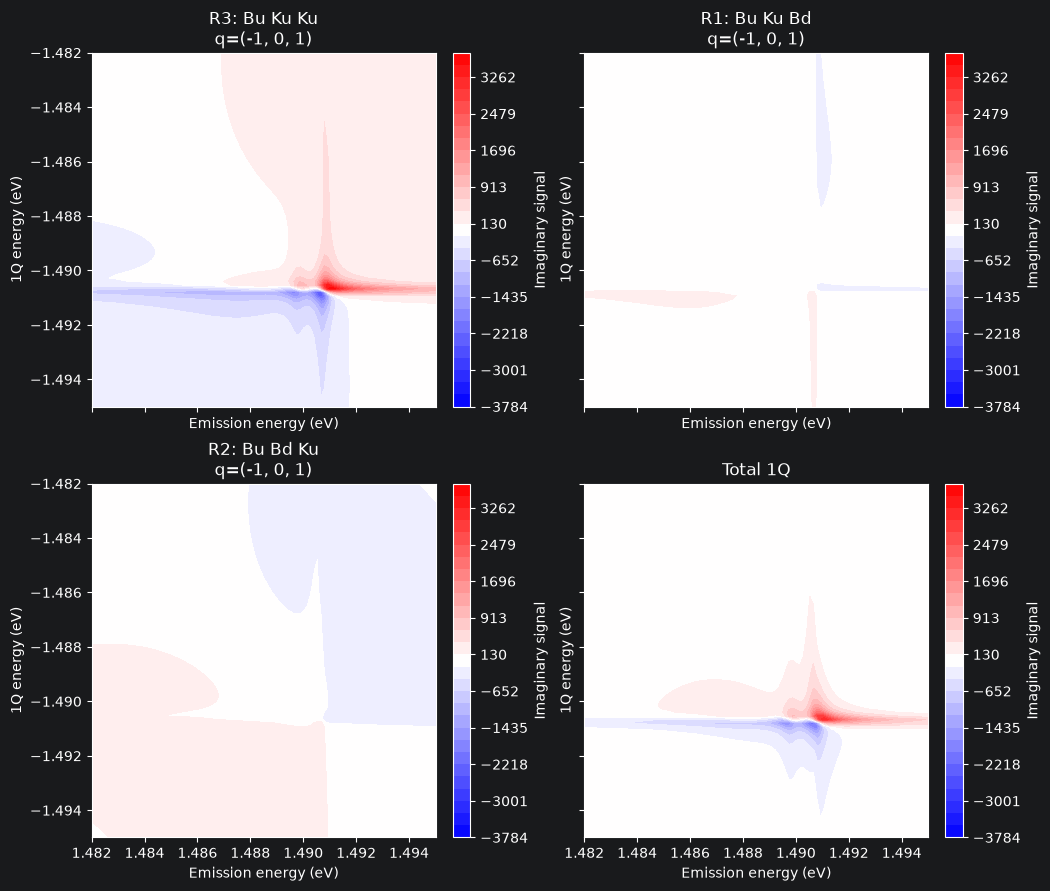 R3: Bu Ku Ku
q=(-1, 0, 1)
−1.482
−1.484
−1.486
−1.488
−1.490
−1.492
−1.494
1Q energy (eV)
Emission energy (eV)
3262
2479
1696
913
130
−652
−1435
−2218
−3001
−3784
Imaginary signal
R1: Bu Ku Bd
q=(-1, 0, 1)
1Q energy (eV)
Emission energy (eV)
3262
2479
1696
913
130
−652
−1435
−2218
−3001
−3784
Imaginary signal
R2: Bu Bd Ku
q=(-1, 0, 1)
−1.482
−1.484
−1.486
−1.488
−1.490
−1.492
−1.494
1Q energy (eV)
1.482 1.484 1.486 1.488 1.490 1.492 1.494
Emission energy (eV)
3262
2479
1696
913
130
−652
−1435
−2218
−3001
−3784
Imaginary signal
Total 1Q
1Q energy (eV)
1.482 1.484 1.486 1.488 1.490 1.492 1.494
Emission energy (eV)
3262
2479
1696
913
130
−652
−1435
−2218
−3001
−3784
Imaginary signal